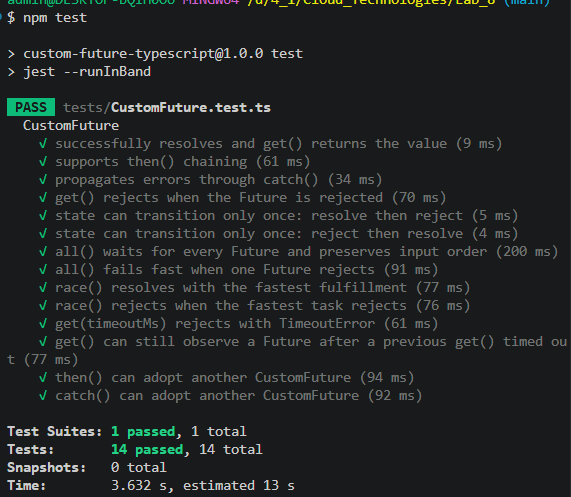 admin@DESKTOP-BQ1H06O MINGW64 /d/4_1/Cloud_Technologies/Lab_8 (main)
$ npm test

> custom-future-typescript@1.0.0 test
> jest --runInBand

PASS tests/CustomFuture.test.ts
CustomFuture
√ successfully resolves and get() returns the value (9 ms)
√ supports then() chaining (61 ms)
√ propagates errors through catch() (34 ms)
√ get() rejects when the Future is rejected (70 ms)
√ state can transition only once: resolve then reject (5 ms)
√ state can transition only once: reject then resolve (4 ms)
√ all() waits for every Future and preserves input order (200 ms)
√ all() fails fast when one Future rejects (91 ms)
√ race() resolves with the fastest fulfillment (77 ms)
√ race() rejects when the fastest task rejects (76 ms)
√ get(timeoutMs) rejects with TimeoutError (61 ms)
√ get() can still observe a Future after a previous get() timed ou
t (77 ms)
√ then() can adopt another CustomFuture (94 ms)
√ catch() can adopt another CustomFuture (92 ms)

Test Suites: 1 passed, 1 total
Tests: 14 passed, 14 total
Snapshots: 0 total
Time: 3.632 s, estimated 13 s